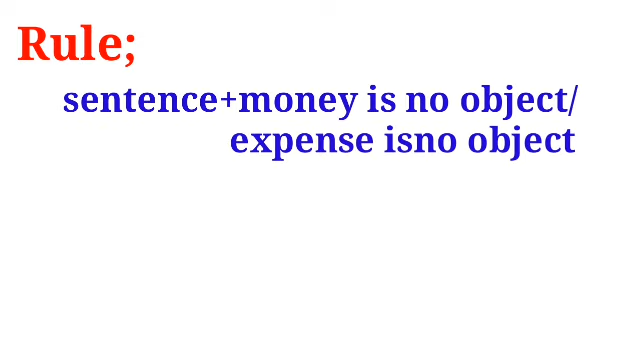 Rule;
sentence+money is no object/
expense isno object